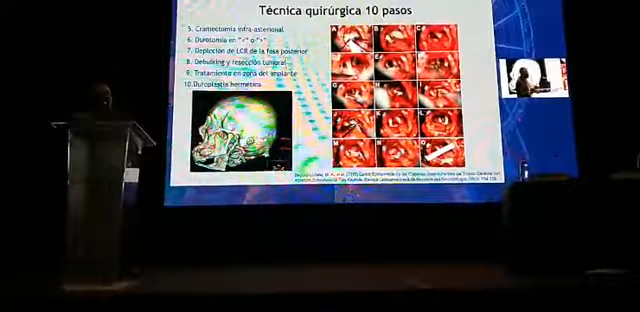 Técnica quirúrgica 10 pasos
5. Craniectomía infra-asterional
6. Durotomía en "<" o ">"
7. Depleción de LCR de la fosa posterior
8. Debulking y resección tumoral
9. Tratamiento en zona del implante
10. Duroplastia hermética
A B C
D E F
G H I
J K L
M N O